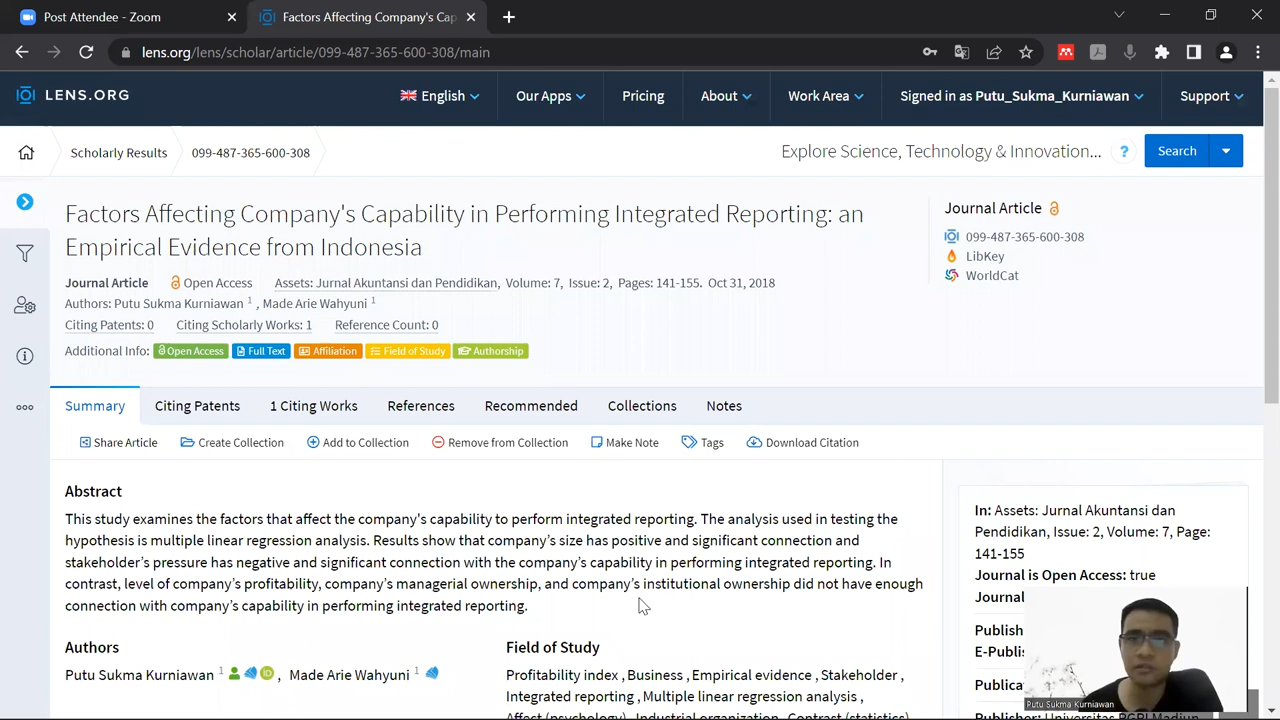 Post Attendee - Zoom
Factors Affecting Company's Cap
lens.org/lens/scholar/article/099-487-365-600-308/main
LENS.ORG
English
Our Apps
Pricing
About
Work Area
Signed in as Putu_Sukma_Kurniawan
Support
Scholarly Results
099-487-365-600-308
Explore Science, Technology & Innovation...
?
Search
Factors Affecting Company's Capability in Performing Integrated Reporting: an
Empirical Evidence from Indonesia
Journal Article Open Access Assets: Jurnal Akuntansi dan Pendidikan, Volume: 7, Issue: 2, Pages: 141-155. Oct 31, 2018
Authors: Putu Sukma Kurniawan 1 , Made Arie Wahyuni 1
Citing Patents: 0 Citing Scholarly Works: 1 Reference Count: 0
Additional Info: Open Access Full Text Affiliation Field of Study Authorship
Journal Article
099-487-365-600-308
LibKey
WorldCat
Summary
Citing Patents
1 Citing Works
References
Recommended
Collections
Notes
Share Article
Create Collection
Add to Collection
Remove from Collection
Make Note
Tags
Download Citation
Abstract
This study examines the factors that affect the company's capability to perform integrated reporting. The analysis used in testing the
hypothesis is multiple linear regression analysis. Results show that company's size has positive and significant connection and
stakeholder's pressure has negative and significant connection with the company's capability in performing integrated reporting. In
contrast, level of company's profitability, company's managerial ownership, and company's institutional ownership did not have enough
connection with company's capability in performing integrated reporting.
Authors
Putu Sukma Kurniawan 1 iD , Made Arie Wahyuni 1
Field of Study
Profitability index , Business , Empirical evidence , Stakeholder ,
Integrated reporting , Multiple linear regression analysis ,
Affect (psychology) , Industrial organization , Contrast (statistics)
In: Assets: Jurnal Akuntansi dan
Pendidikan, Issue: 2, Volume: 7, Page:
141-155
Journal is Open Access: true
Journal
Publish
E-Publis
Publica
Publisher: Universitas PGRI Madiun
Putu Sukma Kurniawan